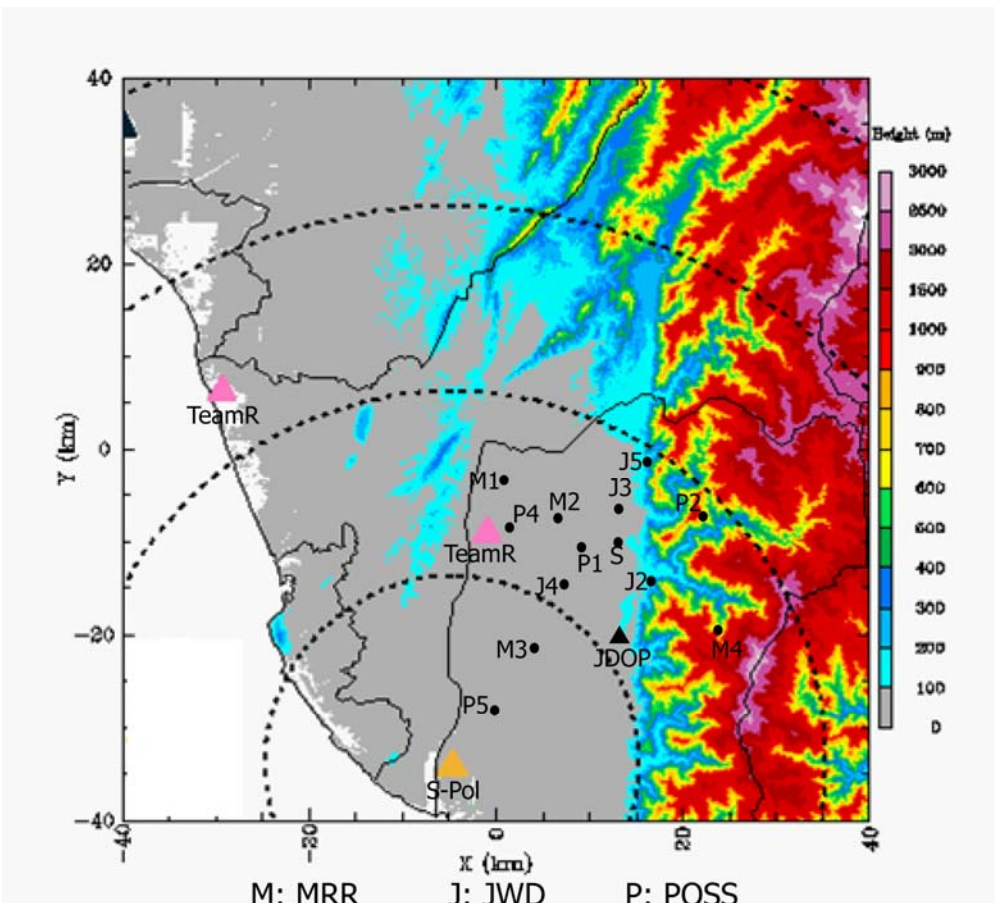 40
Height (m)
3000
2500
2000
20
1500
1000
900
TeamR
800
Y (km)
0
J5
700
M1
J3
600
M2
P2
P4
500
TeamR
P1
S
400
J4
J2
300
-20
JDOP
M4
200
M3
100
P5
0
S-Pol
-40
-40
-20
0
20
40
X (km)
M: MRR J: JWD P: POSS